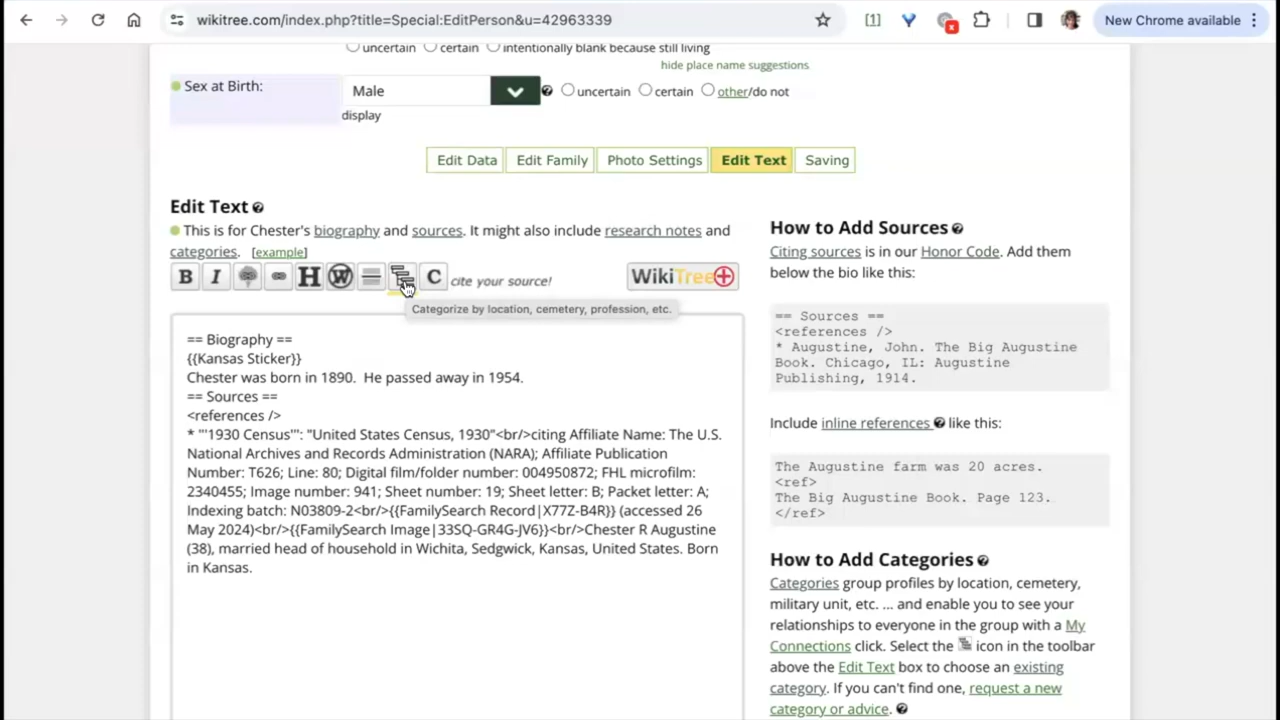 wikitree.com/index.php?title=Special:EditPerson&u=42963339
New Chrome available
uncertain certain intentionally blank because still living
hide place name suggestions
Sex at Birth: Male uncertain certain other/do not
display
Edit Data Edit Family Photo Settings Edit Text Saving
Edit Text
This is for Chester's biography and sources. It might also include research notes and
categories. [example]
B I H W C cite your source! WikiTree
Categorize by location, cemetery, profession, etc.
== Biography ==
{{Kansas Sticker}}
Chester was born in 1890. He passed away in 1954.
== Sources ==
<references />
* '''1930 Census''': "United States Census, 1930"<br/>citing Affiliate Name: The U.S.
National Archives and Records Administration (NARA); Affiliate Publication
Number: T626; Line: 80; Digital film/folder number: 004950872; FHL microfilm:
2340455; Image number: 941; Sheet number: 19; Sheet letter: B; Packet letter: A;
Indexing batch: N03809-2<br/>{{FamilySearch Record|X77Z-B4R}} (accessed 26
May 2024)<br/>{{FamilySearch Image|33SQ-GR4G-JV6}}<br/>Chester R Augustine
(38), married head of household in Wichita, Sedgwick, Kansas, United States. Born
in Kansas.
How to Add Sources
Citing sources is in our Honor Code. Add them
below the bio like this:
== Sources ==
<references />
* Augustine, John. The Big Augustine
Book. Chicago, IL: Augustine
Publishing, 1914.
Include inline references like this:
The Augustine farm was 20 acres.
<ref>
The Big Augustine Book. Page 123.
</ref>
How to Add Categories
Categories group profiles by location, cemetery,
military unit, etc. ... and enable you to see your
relationships to everyone in the group with a My
Connections click. Select the icon in the toolbar
above the Edit Text box to choose an existing
category. If you can't find one, request a new
category or advice.